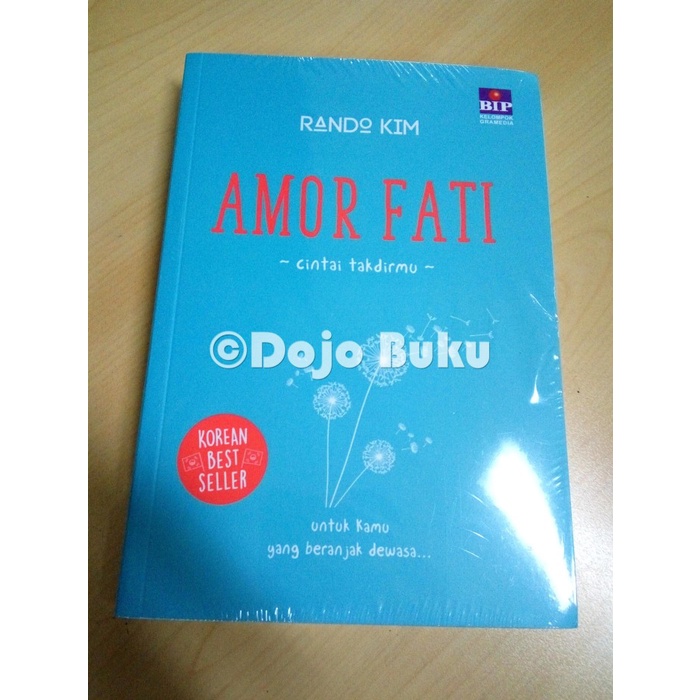 BIP
KELOMPOK
GRAMEDIA
RANDO KIM
AMOR FATI
~ cintai takdirmu ~
©Dojo Buku
KOREAN
BEST
SELLER
untuk kamu
yang beranjak dewasa...